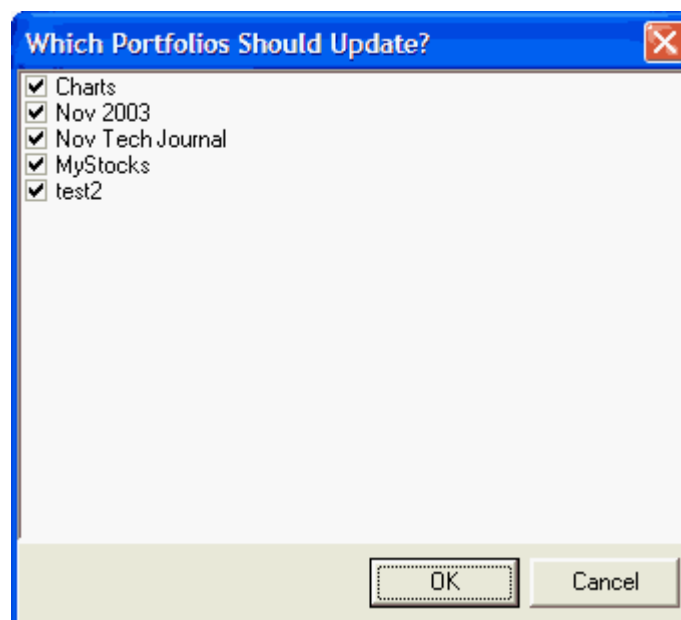 Which Portfolios Should Update?
Charts
Nov 2003
Nov Tech Journal
MyStocks
test2
OK Cancel